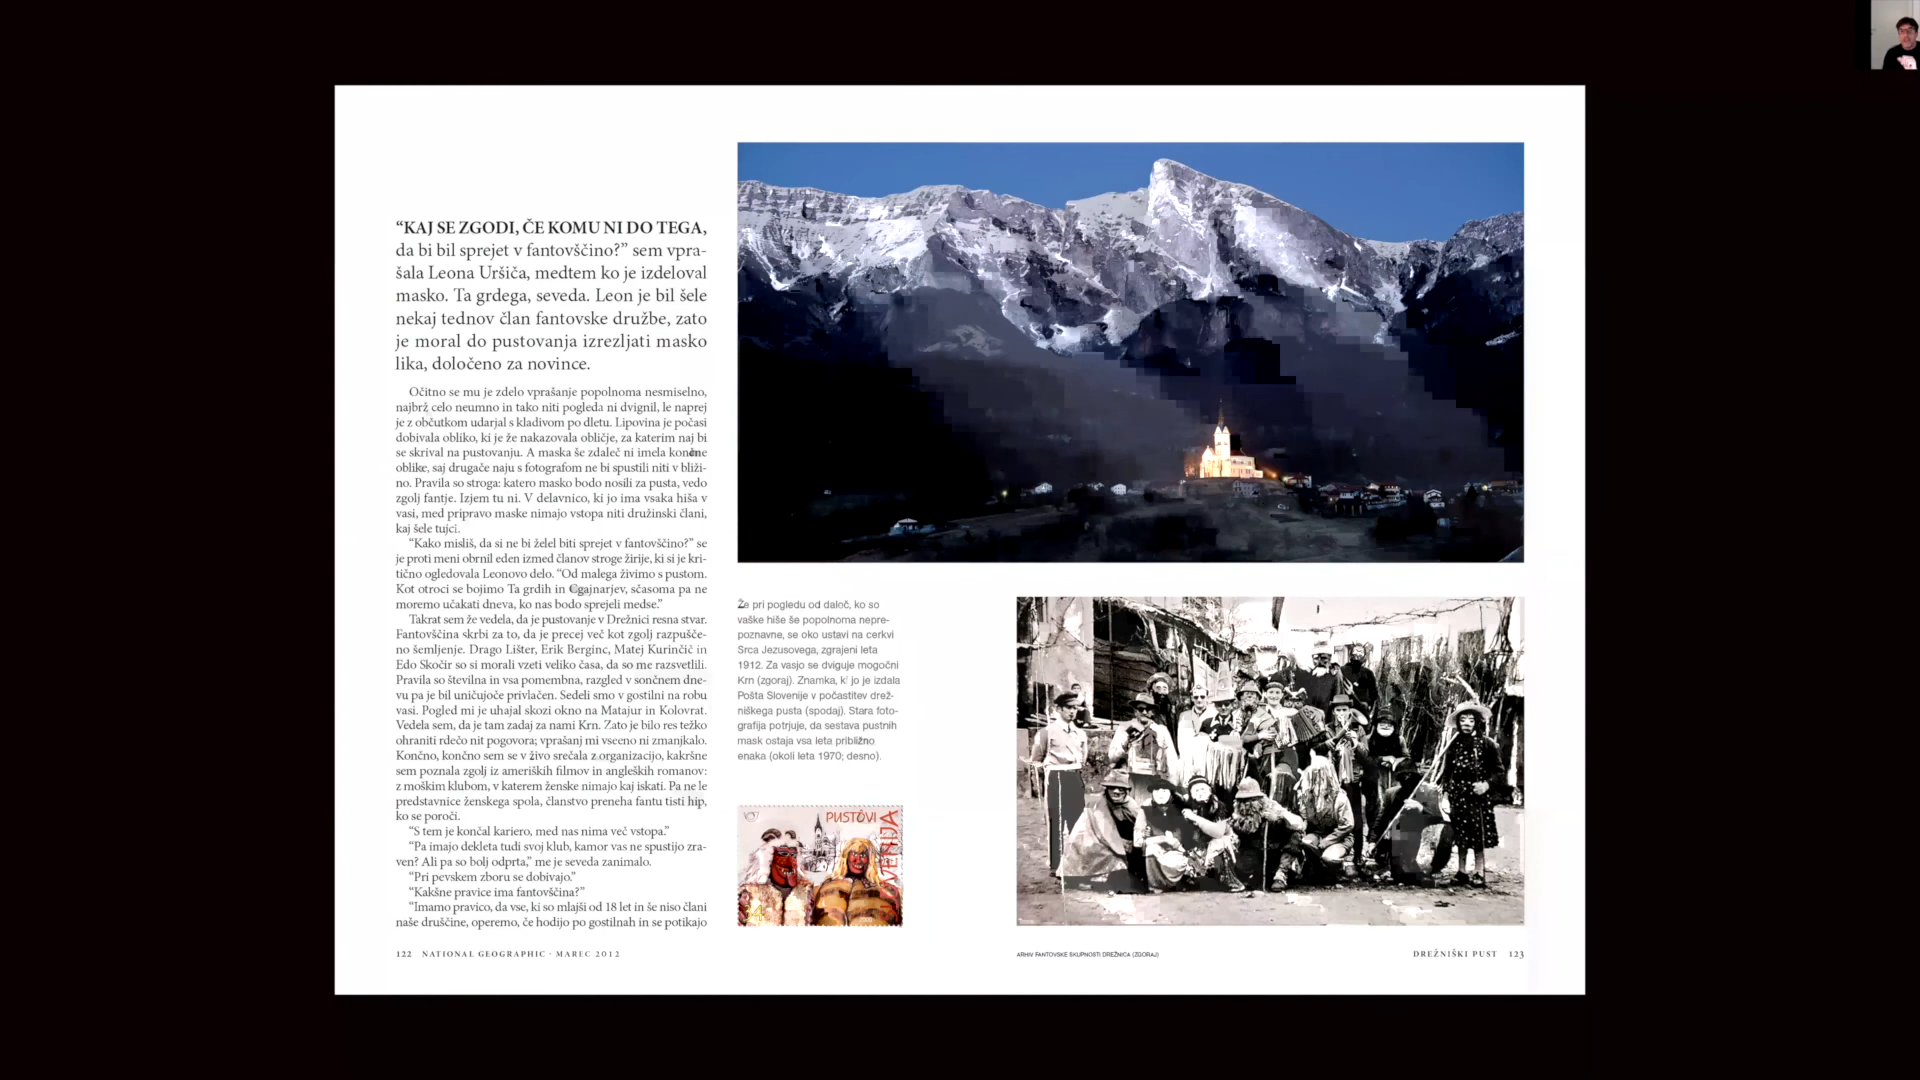 “KAJ SE ZGODI, ČE KOMU NI DO TEGA,
da bi bil sprejet v fantovščino?” sem vpra-
šala Leona Uršiča, medtem ko je izdeloval
masko. Ta grdega, seveda. Leon je bil šele
nekaj tednov član fantovske družbe, zato
je moral do pustovanja izrezljati masko
lika, določeno za novince.
Očitno se mu je zdelo vprašanje popolnoma nesmiselno,
najbrž celo neumno in tako niti pogleda ni dvignil, le naprej
je z občutkom udarjal s kladivom po dletu. Lipovina je počasi
dobivala obliko, ki je že nakazovala obličje, za katerim naj bi
se skrival na pustovanju. A maska še zdaleč ni imela
oblike, saj drugače naju s fotografom ne bi spustili niti v bliži-
no. Pravila so stroga: katero masko bodo nosili za pusta, vedo
zgolj fantje. Izjem tu ni. V delavnico, ki jo ima vsaka hiša v
vasi, med pripravo maske nimajo vstopa niti družinski člani,
kaj šele tujci.
“Kako misliš, da si ne bi želel biti sprejet v fantovščino?” se
je proti meni obrnil eden izmed članov stroge žirije, ki si je kri-
tično ogledovala Leonovo delo. “Od malega živimo s pustom.
Kot otroci se bojimo Ta grdih in sčasoma pa ne
moremo učakati dneva, ko nas bodo sprejeli medse.”
Takrat sem že vedela, da je pustovanje v Drežnici resna stvar.
Fantovščina skrbi za to, da je precej več kot zgolj razpušče-
no šemljenje. Drago Lišter, Erik Berginc, Matej Kurinčič in
Edo Skočir so si morali vzeti veliko časa, da so me razsvetlili.
Pravila so številna in vsa pomembna, razgled v sončnem dne-
vu pa je bil uničujoče privlačen. Sedeli smo v gostilni na robu
vasi. Pogled mi je uhajal skozi okno na Matajur in Kolovrat.
Vedela sem, da je tam zadaj za nami Krn. Zato je bilo res težko
ohraniti rdečo nit pogovora; vprašanj mi vseeno ni zmanjkalo.
Končno, končno sem se v živo srečala z organizacijo, kakršne
sem poznala zgolj iz ameriških filmov in angleških romanov:
z moškim klubom, v katerem ženske nimajo kaj iskati. Pa ne le
predstavnice ženskega spola, članstvo preneha fantu tisti hip,
ko se poroči.
“S tem je končal kariero, med nas nima več vstopa.”
“Pa imajo dekleta tudi svoj klub, kamor vas ne spustijo zra-
ven? Ali pa so bolj odprta,” me je seveda zanimalo.
“Pri pevskem zboru se dobivajo.”
“Kakšne pravice ima fantovščina?”
“Imamo pravico, da vse, ki so mlajši od 18 let in še niso člani
naše druščine, operemo, če hodijo po gostilnah in se potikajo
122 NATIONAL GEOGRAPHIC · MAREC 2012
Že pri pogledu od daleč, ko so
vaške hiše še popolnoma nepre-
poznavne, se oko ustavi na cerkvi
Srca Jezusovega, zgrajeni leta
1912. Za vasjo se dviguje mogočni
Krn (zgoraj). Znamka, ki jo je izdala
Pošta Slovenije v počastitev drež-
niškega pusta (spodaj). Stara foto-
grafija potrjuje, da sestava pustnih
mask ostaja vsa leta približno
enaka (okoli leta 1970; desno).
PUSTOVI
SLOVENIJA
ARHIV FANTOVSKE SKUPNOSTI DREŽNICA (ZGORAJ)
DREŽNIŠKI PUST 123